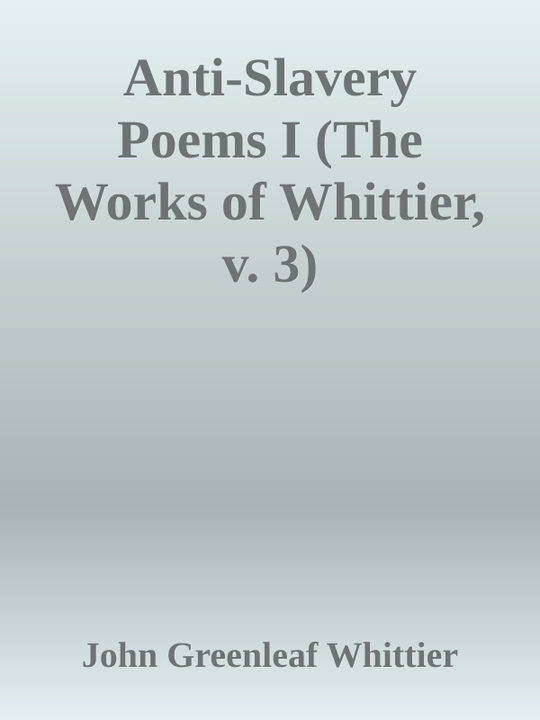 Anti-Slavery
Poems I (The
Works of Whittier,
v. 3)
John Greenleaf Whittier